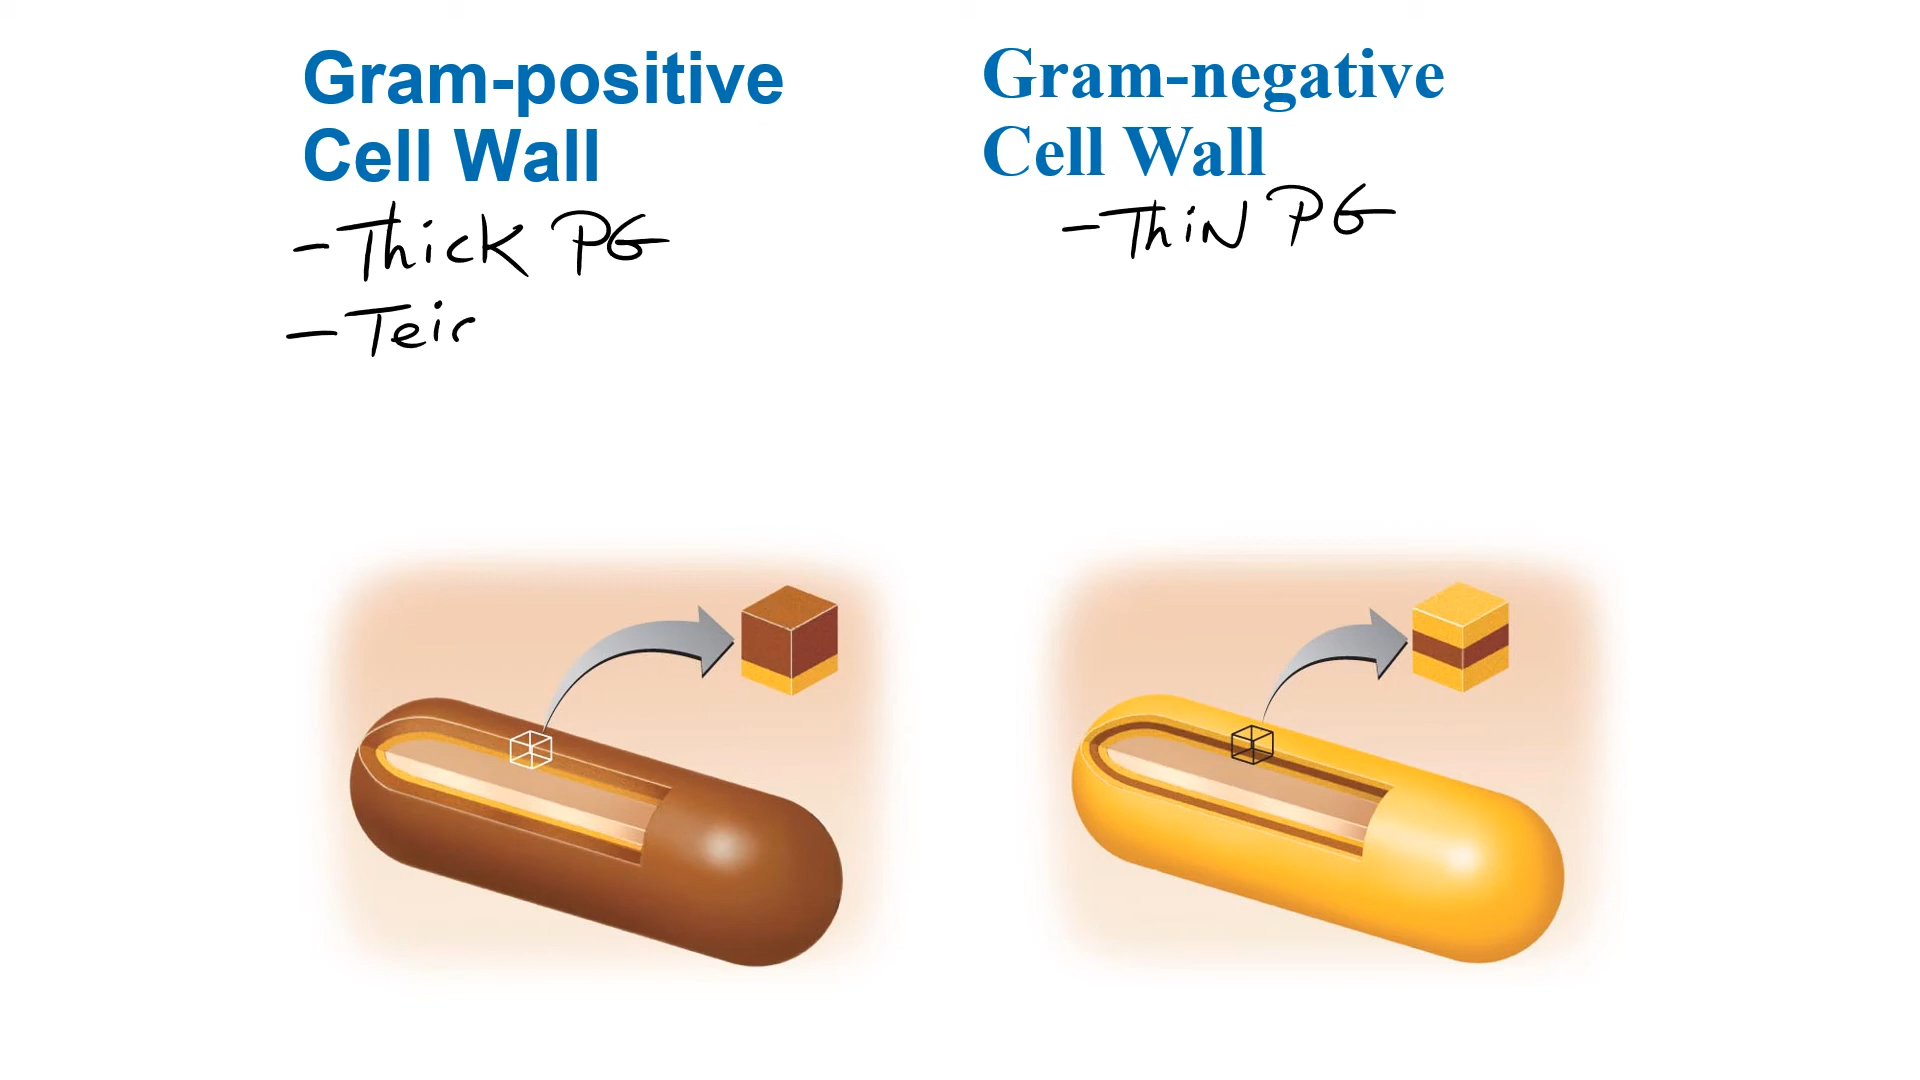 Gram-positive
Cell Wall
- Thick PG
- Teic
Gram-negative
Cell Wall
- Thin PG